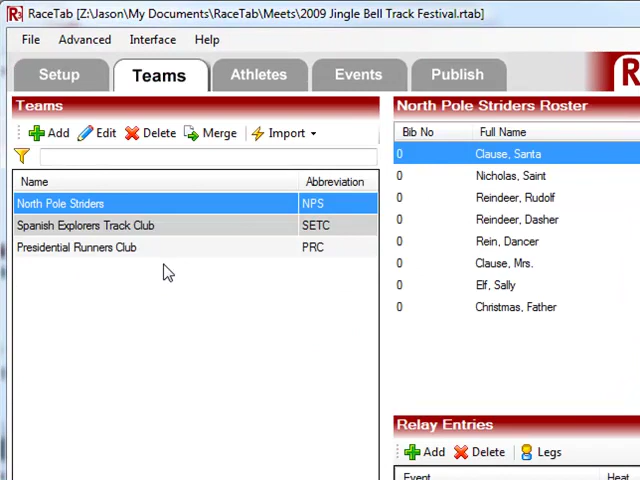 RaceTab [Z:\Jason\My Documents\RaceTab\Meets\2009 Jingle Bell Track Festival.rtab]
File Advanced Interface Help
Setup Teams Athletes Events Publish
Teams
Add Edit Delete Merge Import
Name Abbreviation
North Pole Striders NPS
Spanish Explorers Track Club SETC
Presidential Runners Club PRC
North Pole Striders Roster
Bib No Full Name
0 Clause, Santa
0 Nicholas, Saint
0 Reindeer, Rudolf
0 Reindeer, Dasher
0 Rein, Dancer
0 Clause, Mrs.
0 Elf, Sally
0 Christmas, Father
Relay Entries
Add Delete Legs
Event Heat